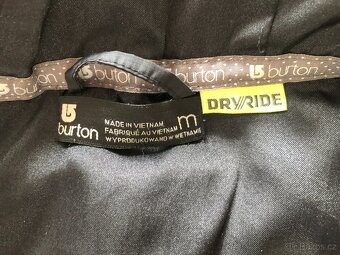 burton
burton
burton
MADE IN VIETNAM
FABRIQUÉ AU VIETNAM
WYPRODUKOWANO W WIETNAMIE
m
DRYRIDE